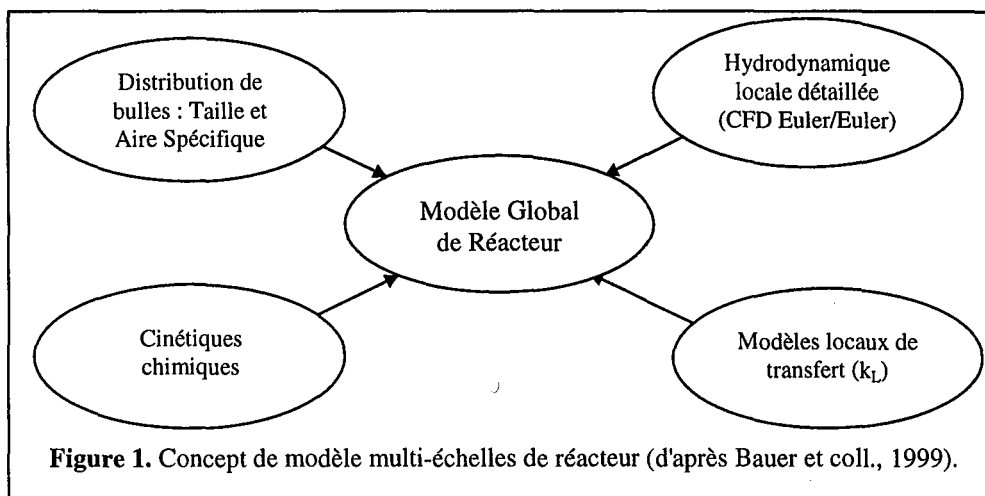 Distribution de
bulles : Taille et
Aire Spécifique
Hydrodynamique
locale détaillée
(CFD Euler/Euler)
Modèle Global
de Réacteur
Cinétiques
chimiques
Modèles locaux de
transfert (kL)
Figure 1. Concept de modèle multi-échelles de réacteur (d'après Bauer et coll., 1999).